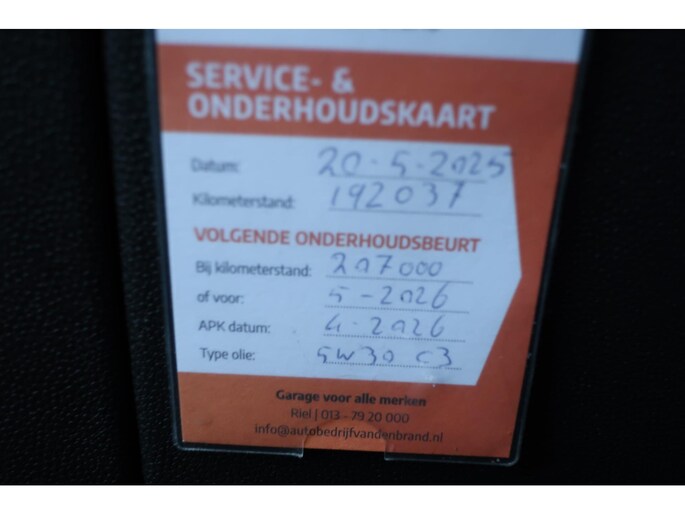 SERVICE- &
ONDERHOUDSKAART
Datum: 20-5-2025
Kilometerstand: 192037
VOLGENDE ONDERHOUDSBEURT
Bij kilometerstand: 207000
of voor: 5-2026
APK datum: 4-2026
Type olie: 5W30 C3
Garage voor alle merken
Riel | 013 - 79 20 000
info@autobedrijfvandenbrand.nl